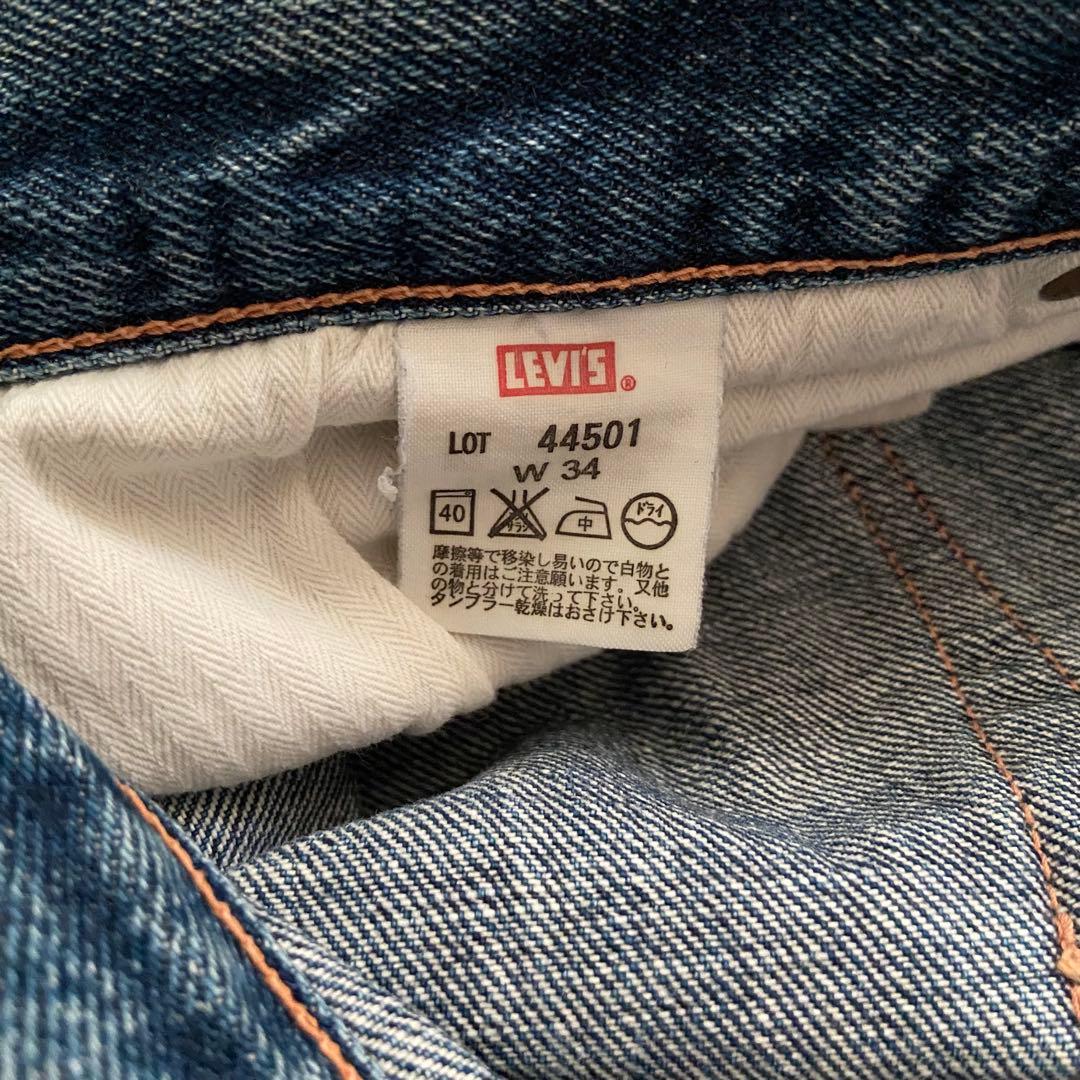 LEVI'S®
LOT 44501
W 34
40 サラシ 中 ドライ
摩擦等で移染し易いので白物と
の着用はご注意願います。又他
の物と分けて洗って下さい。
タンブラー乾燥はおさけ下さい。